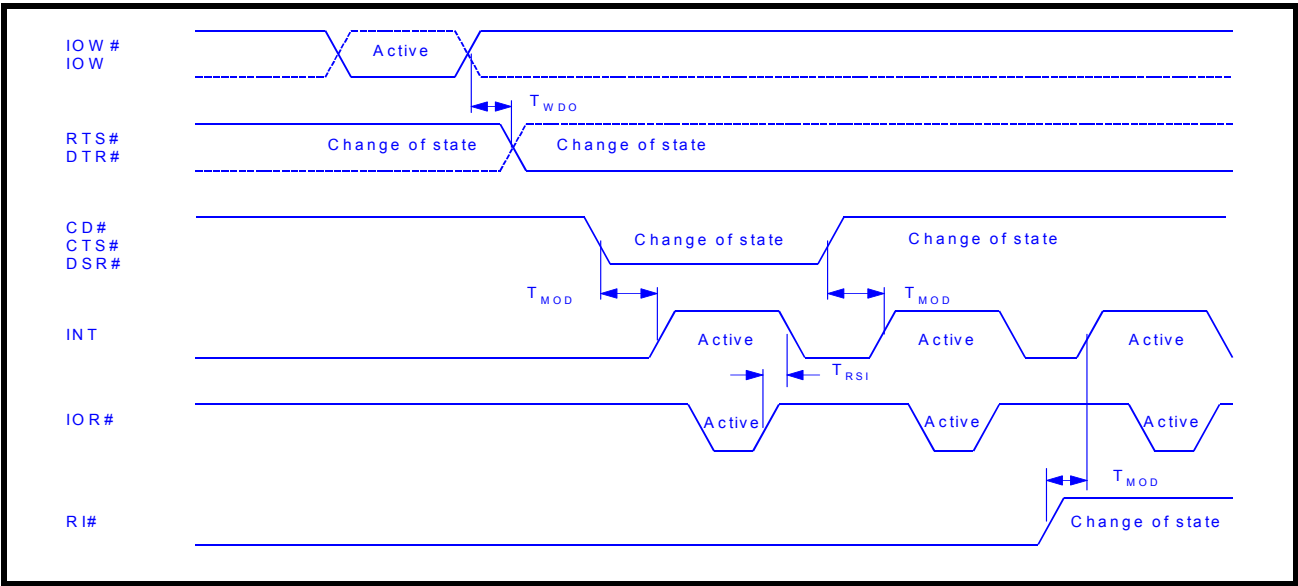 IOW#
IOW
Active
TWDO
RTS#
DTR#
Change of state
Change of state
CD#
CTS#
DSR#
Change of state
Change of state
TMOD
TMOD
INT
Active
Active
Active
TRSI
IOR#
Active
Active
Active
TMOD
RI#
Change of state